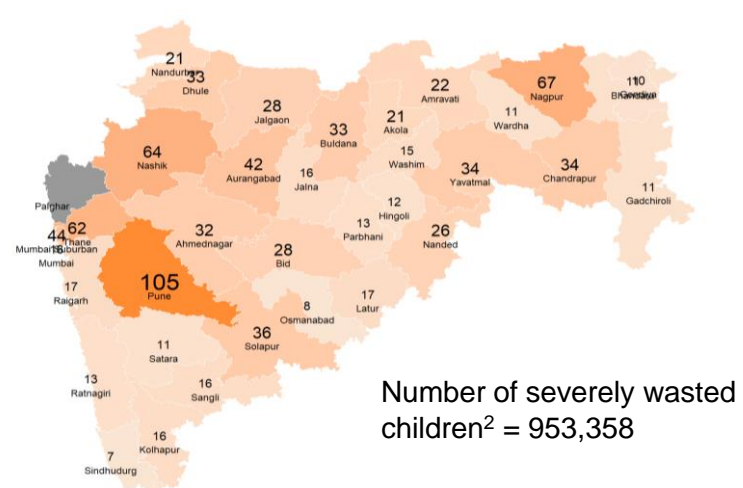 21
33
Dhule
28
Jalgaon
33
Buldana
21
Akola
22
Amravati
67
Nagpur
11
Wardha
10
64
Nashik
42
Aurangabad
16
Jalna
15
Washim
34
Yavatmal
34
Chandrapur
11
Gadchiroli
Palghar
12
Hingoli
13
Parbhani
26
Nanded
44
62
Thane
Mumbai Suburban
Mumbai
32
Ahmednagar
28
Bid
105
Pune
17
Raigarh
8
Osmanabad
17
Latur
36
Solapur
11
Satara
13
Ratnagiri
16
Sangli
16
Kolhapur
7
Sindhudurg
Number of severely wasted
children² = 953,358